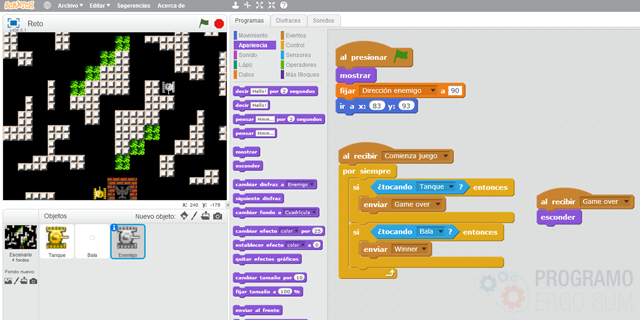 SCRATCH Archivo Editar Sugerencias Acerca de
Reto
Programas Disfraces Sonidos
Movimiento Eventos
Apariencia Control
Sonido Sensores
Lápiz Operadores
Datos Más Bloques
decir Hello! por 2 segundos
decir Hello!
pensar Hmm... por 2 segundos
pensar Hmm...
mostrar
esconder
cambiar disfraz a Enemigo
siguiente disfraz
cambiar fondo a Cuadrícula
cambiar efecto color por 25
establecer efecto color a 0
quitar efectos gráficos
cambiar tamaño por 10
fijar tamaño a 100 %
enviar al frente
al presionar
mostrar
fijar Dirección enemigo a 90
ir a x: 83 y: 93
al recibir Comienza juego
por siempre
si ¿tocando Tanque ? entonces
enviar Game over
si ¿tocando Bala ? entonces
enviar Winner
al recibir Game over
esconder
x: 240 y: -179
Objetos Nuevo objeto:
Escenario
4 fondos
Fondo nuevo:
Tanque
Bala
Enemigo
PROGRAMO
ERGO SUM